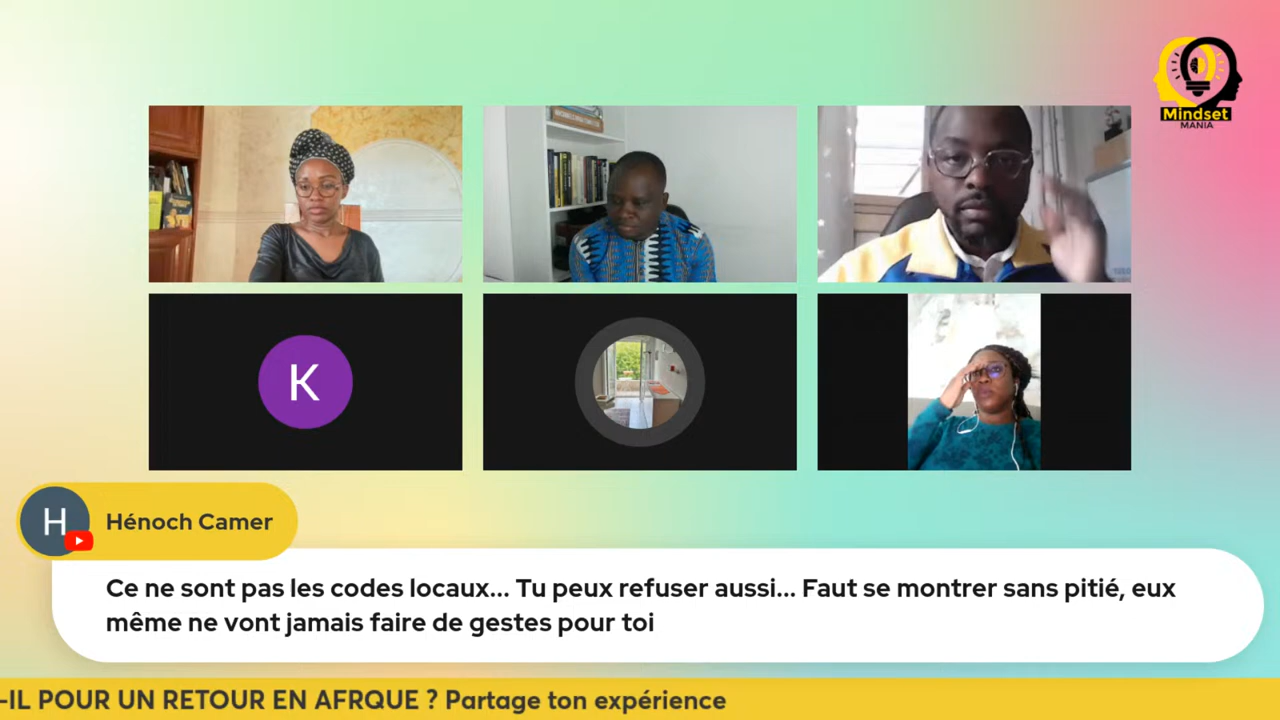 Mindset
MANIA
K
H
Hénoch Camer
Ce ne sont pas les codes locaux... Tu peux refuser aussi... Faut se montrer sans pitié, eux
même ne vont jamais faire de gestes pour toi
-IL POUR UN RETOUR EN AFRQUE ? Partage ton expérience